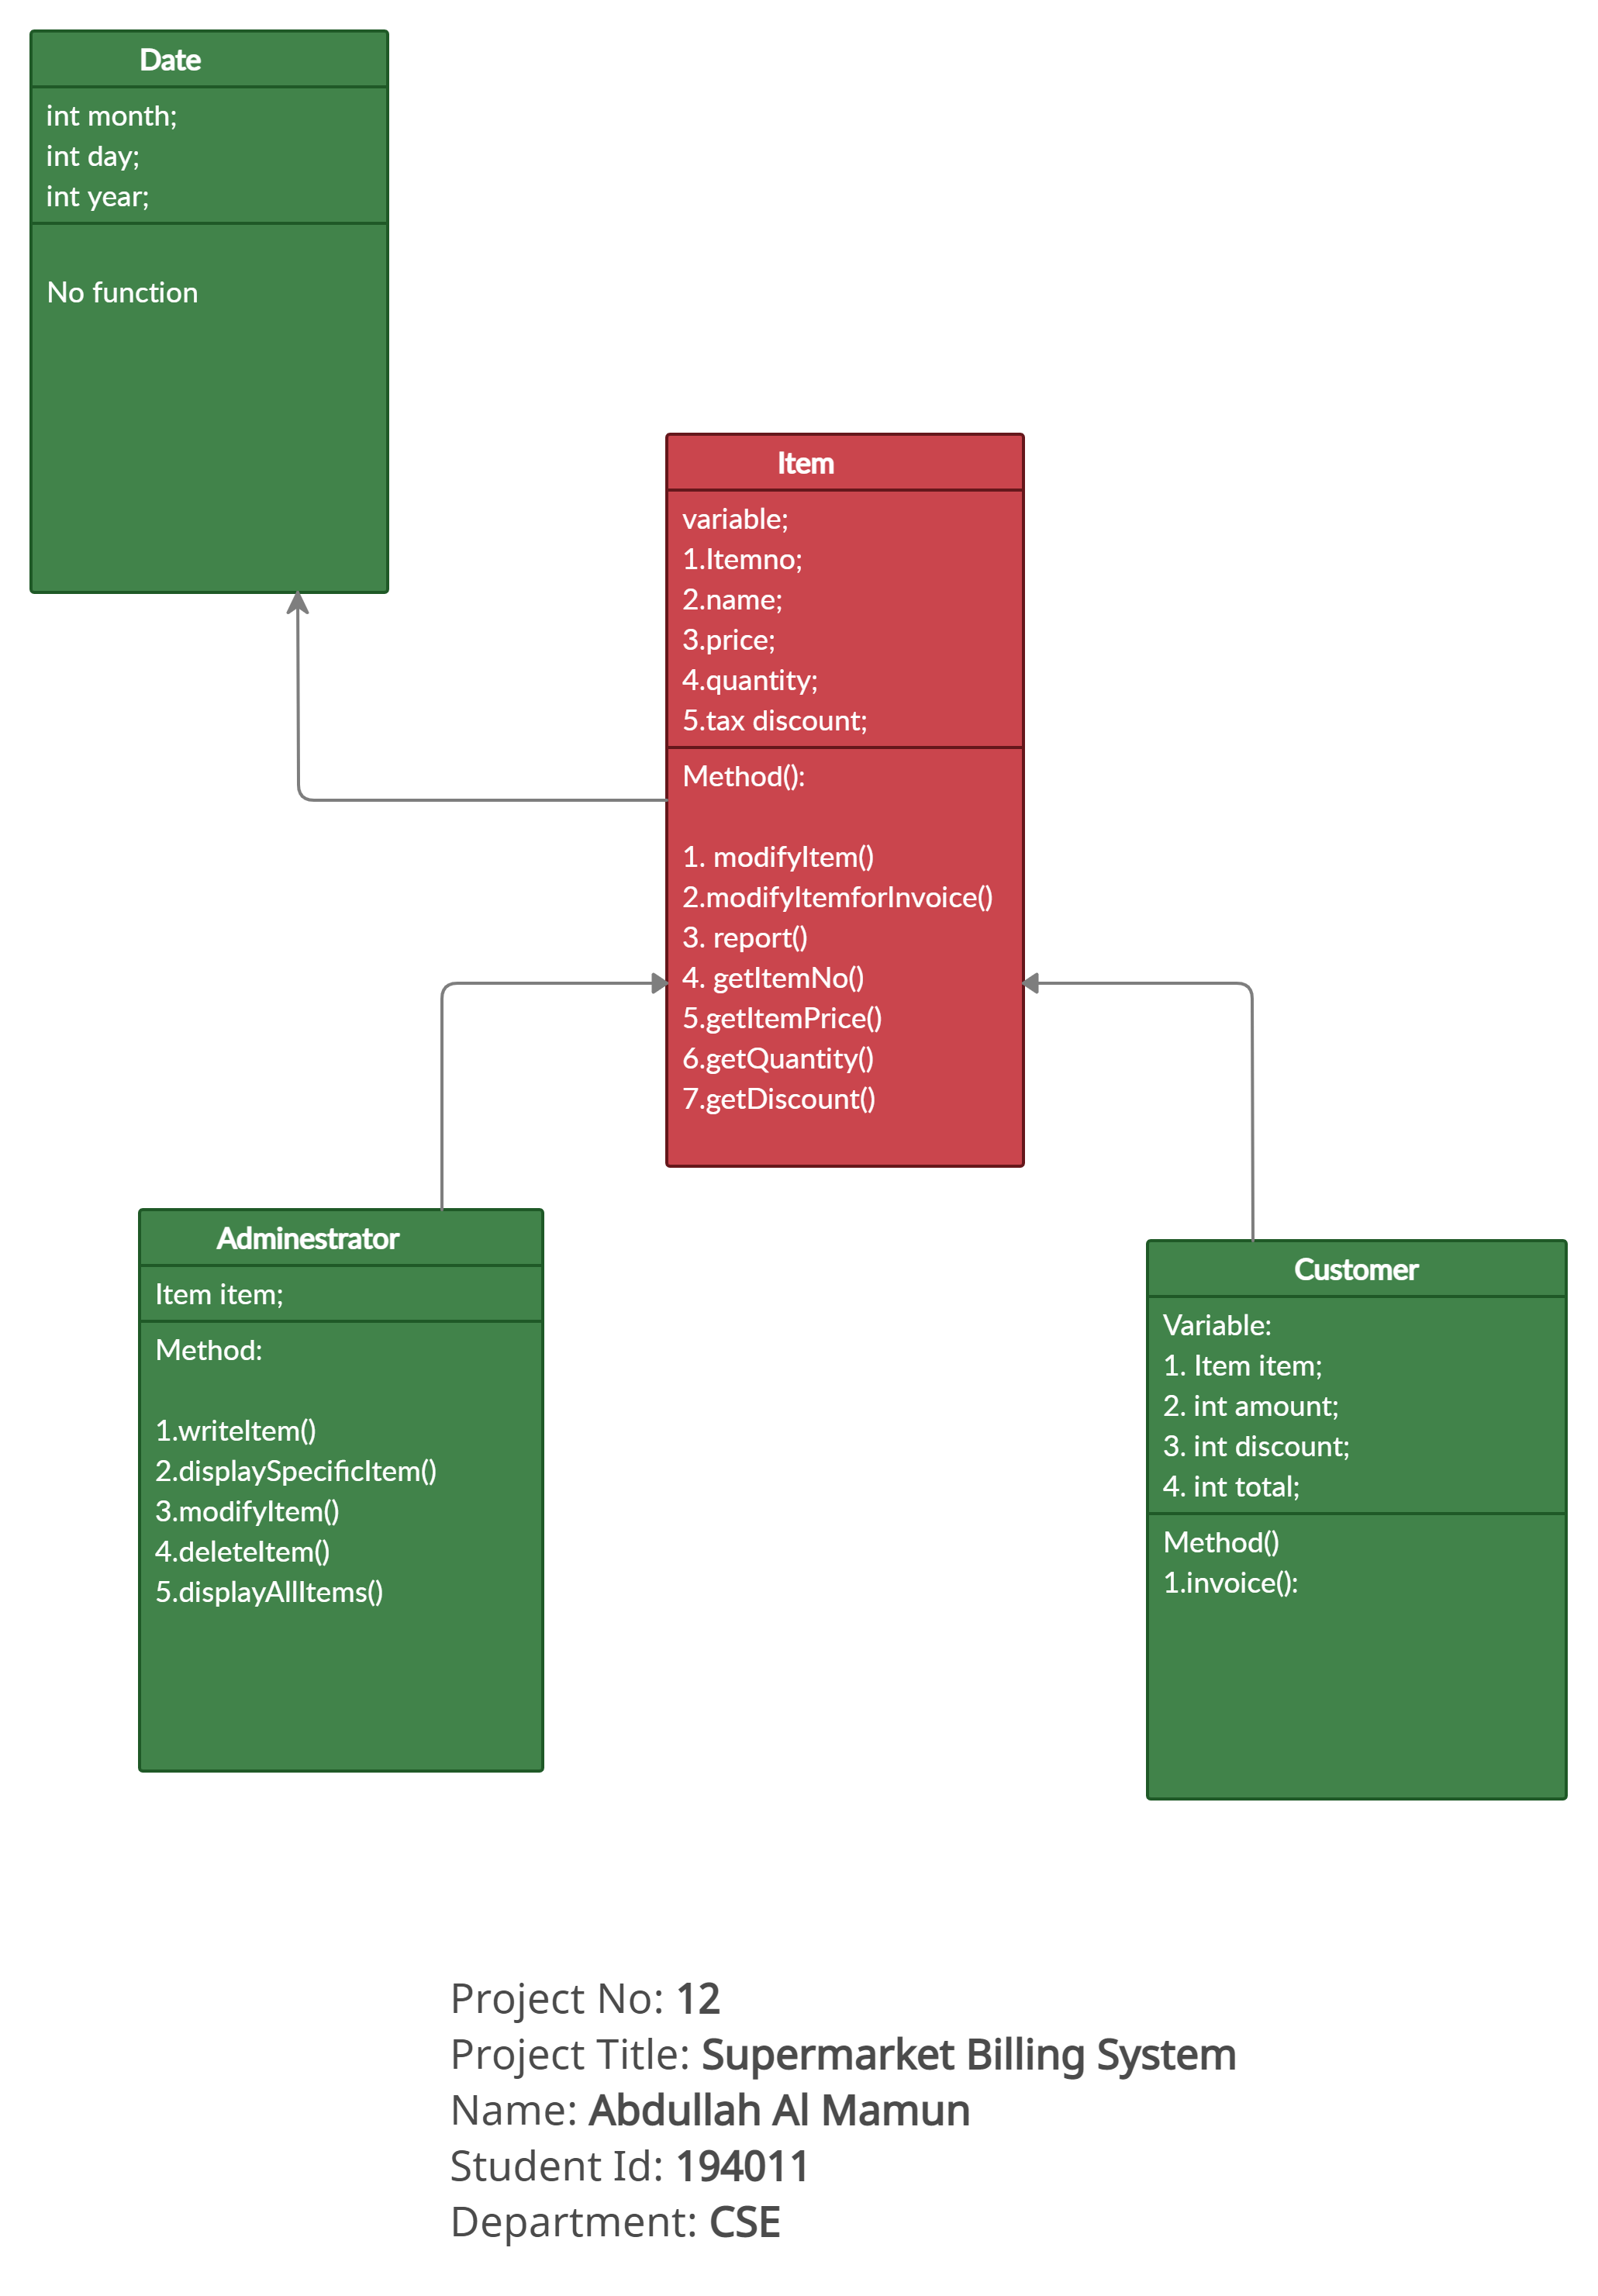 Date
int month;
int day;
int year;
No function
Item
variable;
1.Itemno;
2.name;
3.price;
4.quantity;
5.tax discount;
Method():
1. modifyItem()
2.modifyItemforInvoice()
3. report()
4. getItemNo()
5.getItemPrice()
6.getQuantity()
7.getDiscount()
Adminestrator
Item item;
Method:
1.writeItem()
2.displaySpecificItem()
3.modifyItem()
4.deleteItem()
5.displayAllItems()
Customer
Variable:
1. Item item;
2. int amount;
3. int discount;
4. int total;
Method()
1.invoice():
Project No: 12
Project Title: Supermarket Billing System
Name: Abdullah Al Mamun
Student Id: 194011
Department: CSE